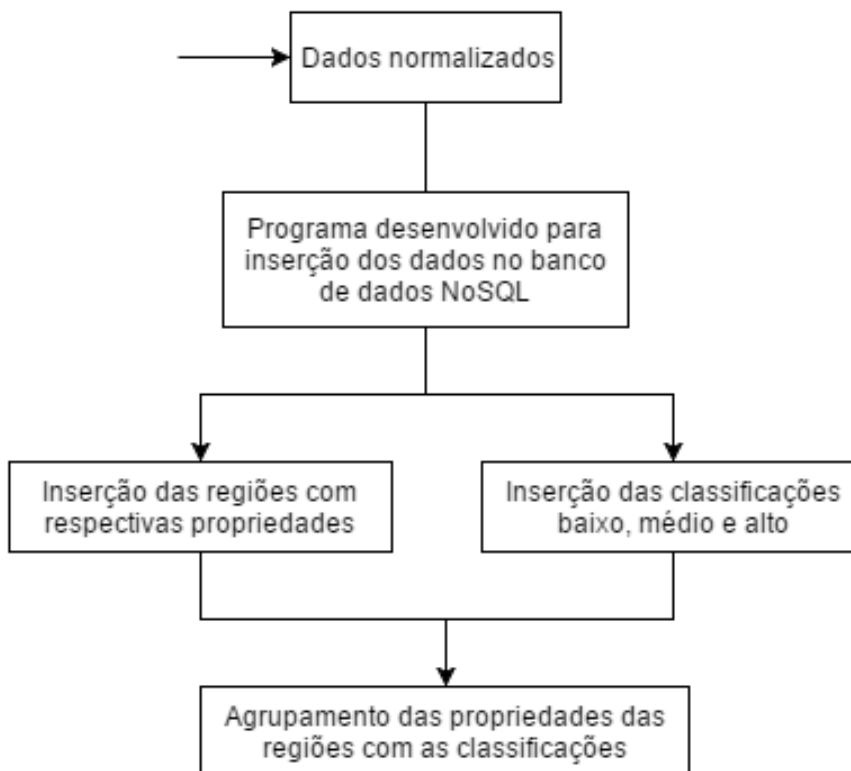 Dados normalizados
Programa desenvolvido para
inserção dos dados no banco
de dados NoSQL
Inserção das regiões com
respectivas propriedades
Inserção das classificações
baixo, médio e alto
Agrupamento das propriedades das
regiões com as classificações